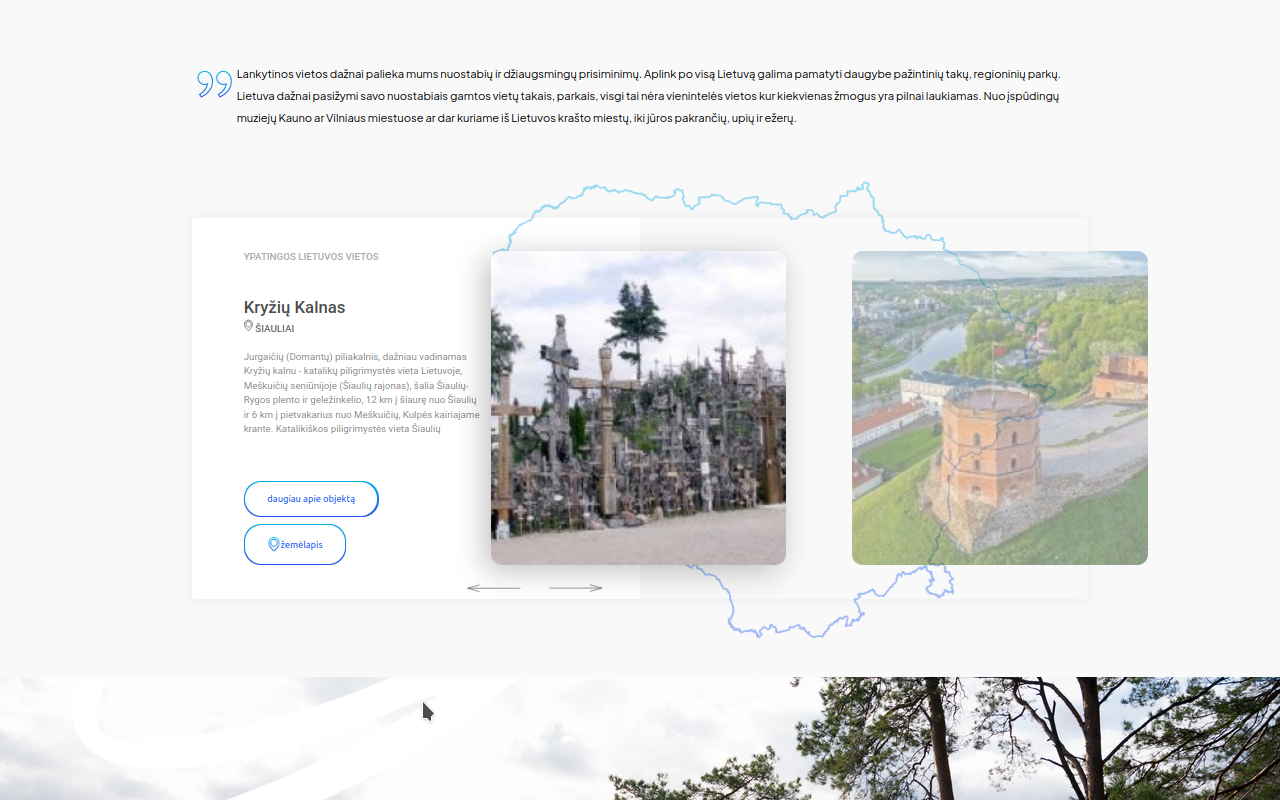 Lankytinos vietos dažnai palieka mums nuostabių ir džiaugsmingų prisiminimų. Aplink po visą Lietuvą galima pamatyti daugybe pažintinių takų, regioninių parkų.
Lietuva dažnai pasižymi savo nuostabiais gamtos vietų takais, parkais, visgi tai nėra vienintelės vietos kur kiekvienas žmogus yra pilnai laukiamas. Nuo įspūdingų
muziejų Kauno ar Vilniaus miestuose ar dar kuriame iš Lietuvos krašto miestų, iki jūros pakrančių, upių ir ežerų.
YPATINGOS LIETUVOS VIETOS
Kryžių Kalnas
ŠIAULIAI
Jurgaičių (Domantų) piliakalnis, dažniau vadinamas
Kryžių kalnu - katalikų piligrimystės vieta Lietuvoje,
Meškuičių seniūnijoje (Šiaulių rajonas), šalia Šiaulių-
Rygos plento ir geležinkelio, 12 km į šiaurę nuo Šiaulių
ir 6 km į pietvakarius nuo Meškuičių, Kulpės kairiajame
krante. Katalikiškos piligrimystės vieta Šiaulių
daugiau apie objektą
žemėlapis